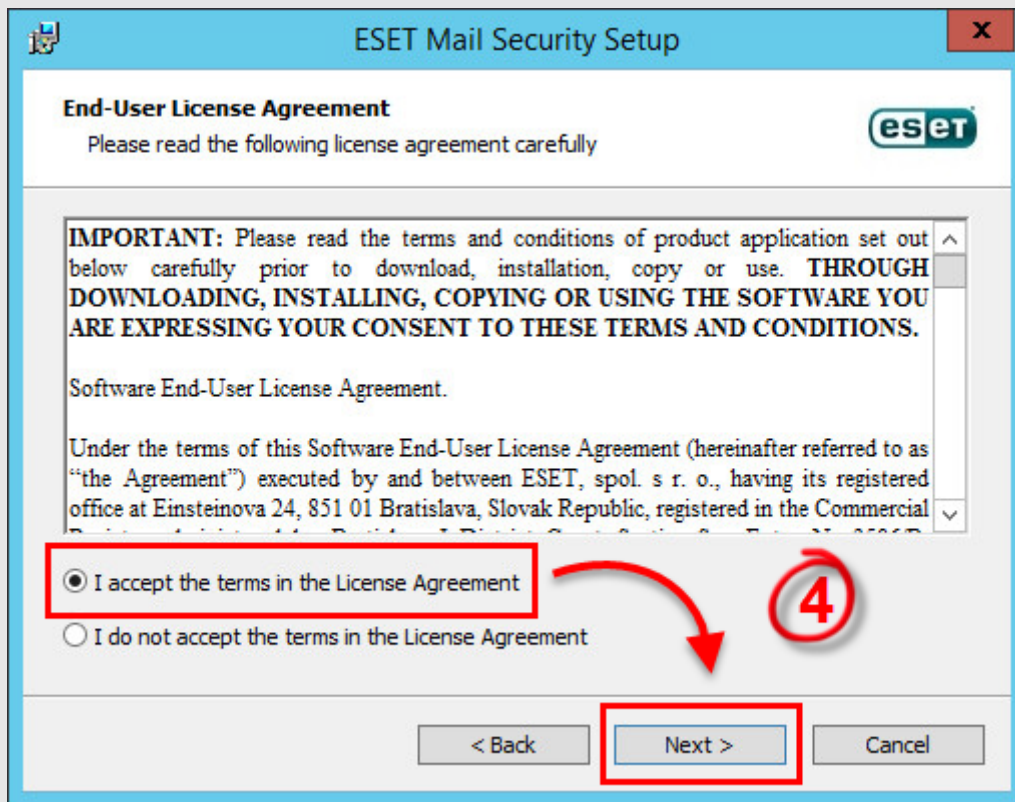 ESET Mail Security Setup
x
End-User License Agreement
Please read the following license agreement carefully
eseT
IMPORTANT: Please read the terms and conditions of product application set out
below carefully prior to download, installation, copy or use. THROUGH
DOWNLOADING, INSTALLING, COPYING OR USING THE SOFTWARE YOU
ARE EXPRESSING YOUR CONSENT TO THESE TERMS AND CONDITIONS.
Software End-User License Agreement.
Under the terms of this Software End-User License Agreement (hereinafter referred to as
“the Agreement”) executed by and between ESET, spol. s r. o., having its registered
office at Einsteinova 24, 851 01 Bratislava, Slovak Republic, registered in the Commercial
I accept the terms in the License Agreement
4
I do not accept the terms in the License Agreement
< Back
Next >
Cancel